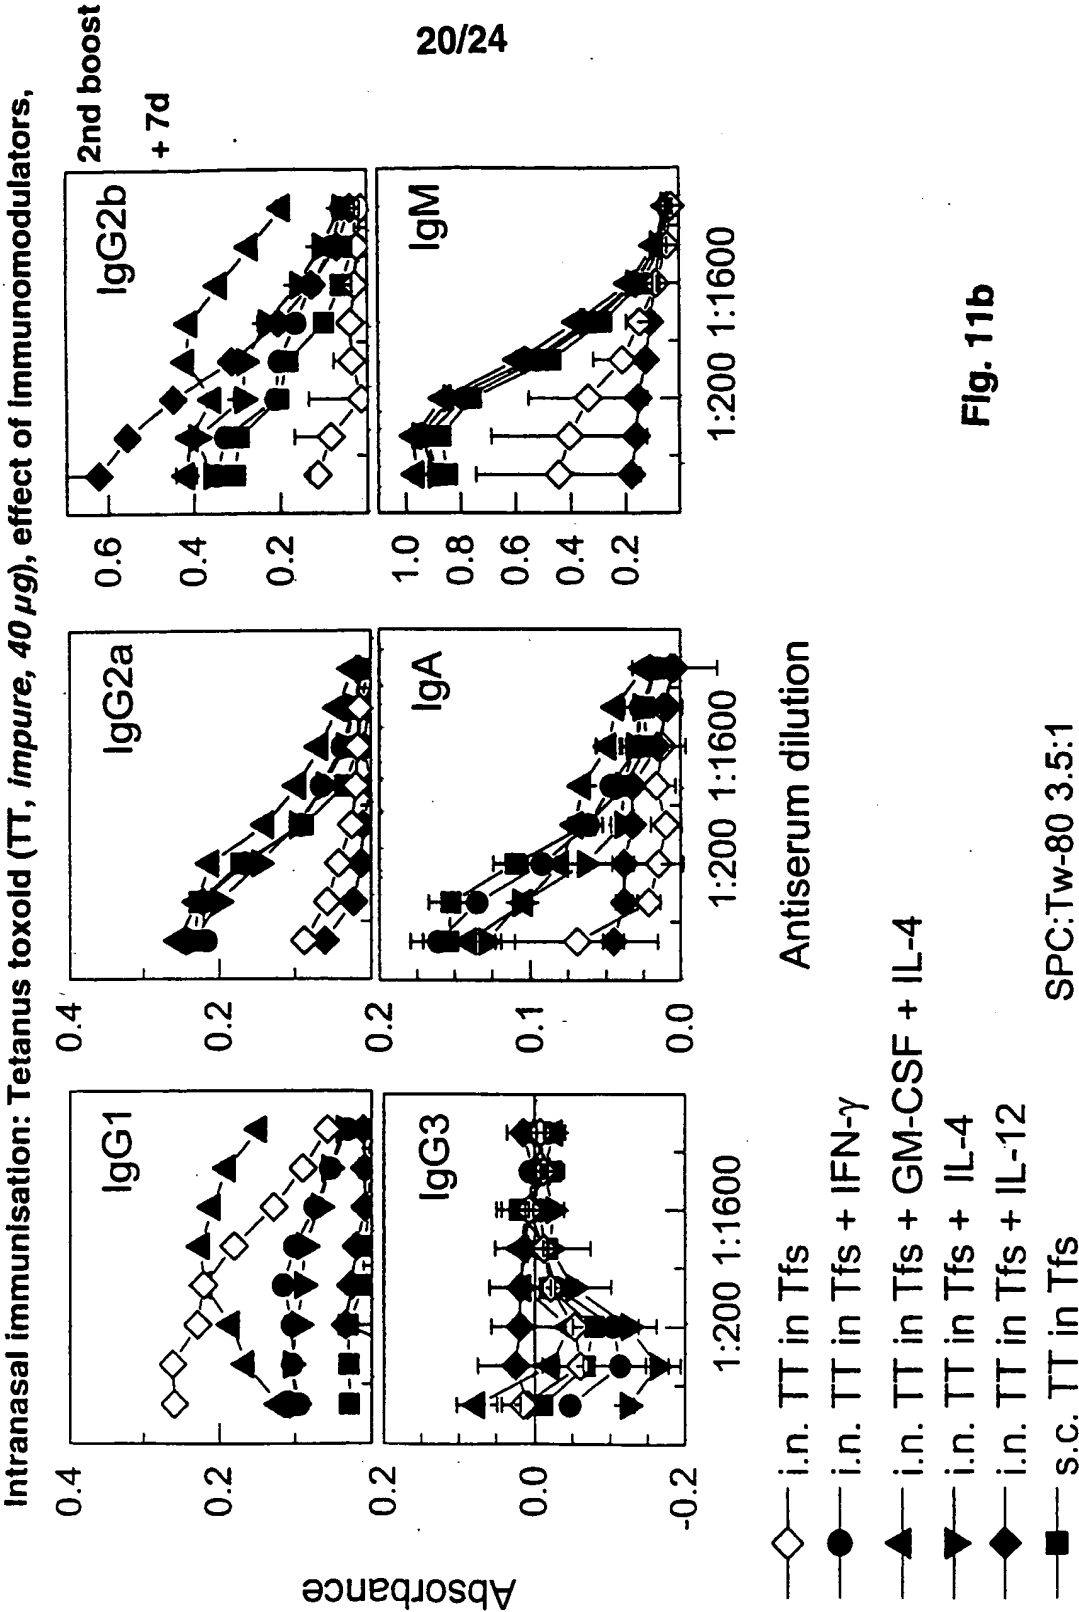 20/24
Intranasal immunisation: Tetanus toxoId (TT, impure, 40 µg), effect of immunomodulators,
2nd boost
+ 7d
Absorbance
IgG1
IgG2a
IgG2b
0.4
0.2
0.4
0.2
0.6
0.4
0.2
IgG3
IgA
IgM
0.2
0.0
-0.2
0.2
0.1
0.0
1.0
0.8
0.6
0.4
0.2
1:200 1:1600
1:200 1:1600
1:200 1:1600
Antiserum dilution
i.n. TT in Tfs
i.n. TT in Tfs + IFN-γ
i.n. TT in Tfs + GM-CSF + IL-4
i.n. TT in Tfs + IL-4
i.n. TT in Tfs + IL-12
s.c. TT in Tfs
SPC:Tw-80 3.5:1
FIg. 11b